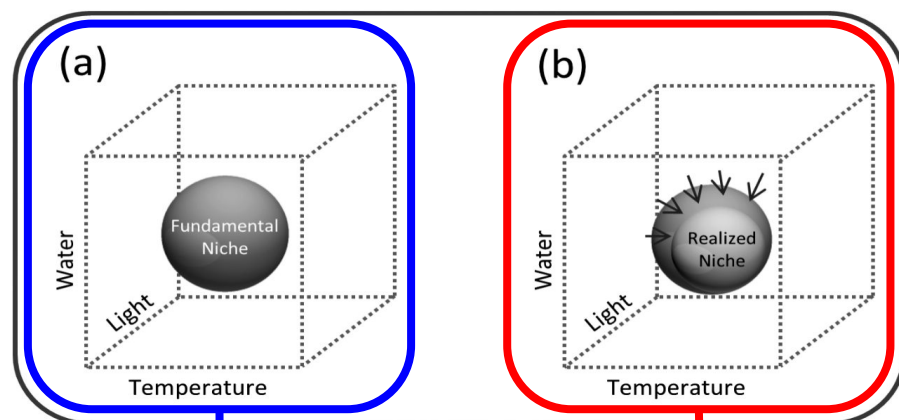 (a)
Fundamental
Niche
Water
Light
Temperature
(b)
Realized
Niche
Water
Light
Temperature